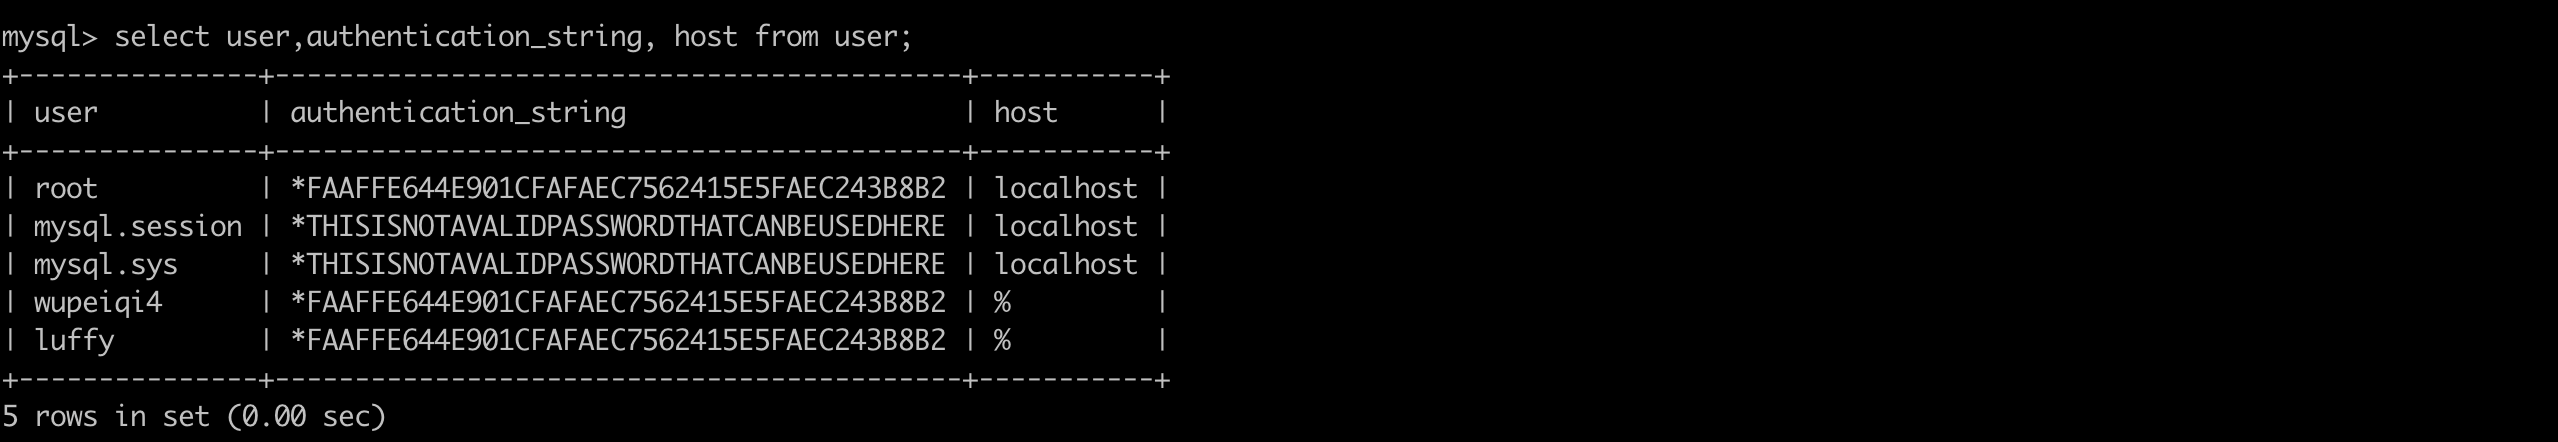 mysql> select user,authentication_string, host from user;
+---------------+-------------------------------------------+-----------+
| user          | authentication_string                     | host      |
+---------------+-------------------------------------------+-----------+
| root          | *FAAFFE644E901CFAFAEC7562415E5FAEC243B8B2 | localhost |
| mysql.session | *THISISNOTAVALIDPASSWORDTHATCANBEUSEDHERE | localhost |
| mysql.sys     | *THISISNOTAVALIDPASSWORDTHATCANBEUSEDHERE | localhost |
| wupeiqi4      | *FAAFFE644E901CFAFAEC7562415E5FAEC243B8B2 | %         |
| luffy         | *FAAFFE644E901CFAFAEC7562415E5FAEC243B8B2 | %         |
+---------------+-------------------------------------------+-----------+
5 rows in set (0.00 sec)